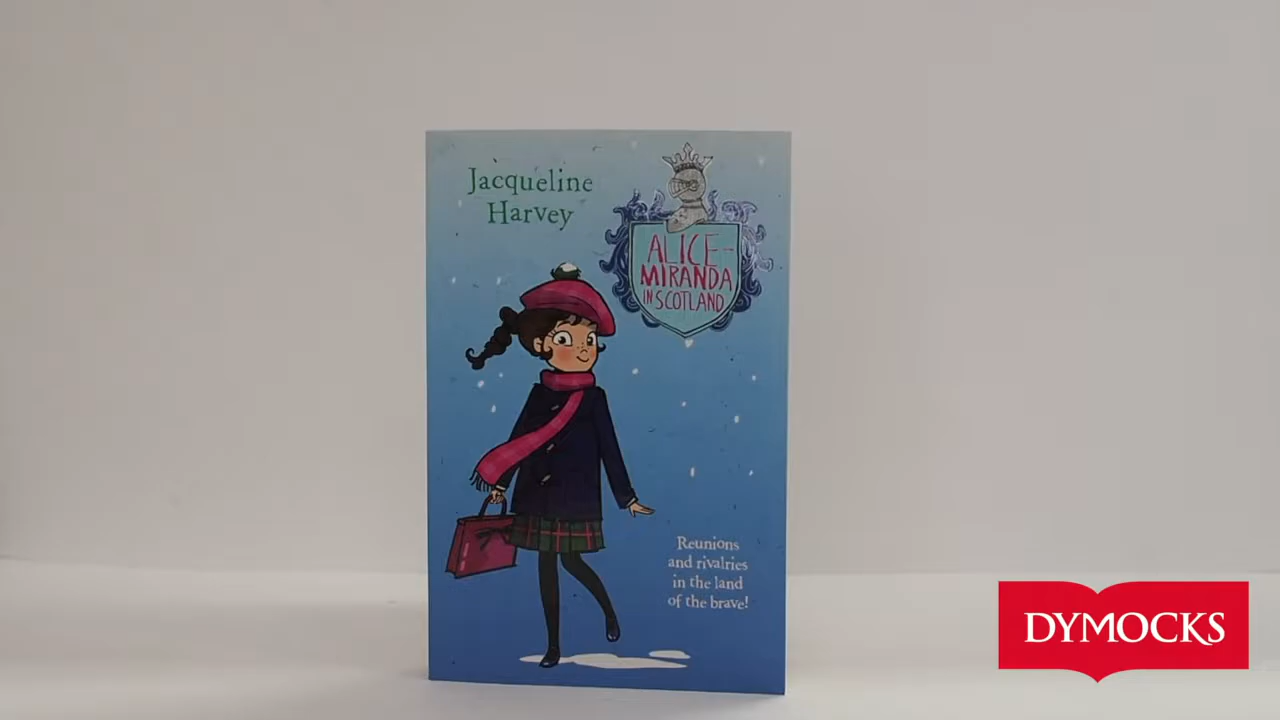 Jacqueline
Harvey
ALICE-
MIRANDA
IN SCOTLAND
Reunions
and rivalries
in the land
of the brave!
DYMOCKS